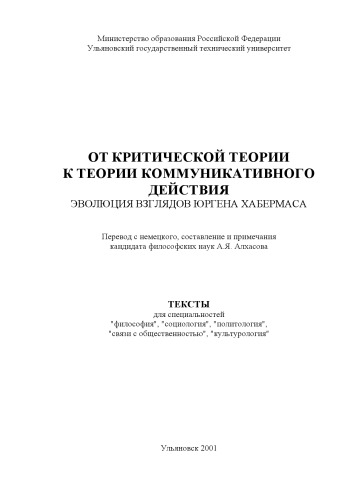 Министерство образования Российской Федерации
Ульяновский государственный технический университет
ОТ КРИТИЧЕСКОЙ ТЕОРИИ
К ТЕОРИИ КОММУНИКАТИВНОГО
ДЕЙСТВИЯ
ЭВОЛЮЦИЯ ВЗГЛЯДОВ ЮРГЕНА ХАБЕРМАСА
Перевод с немецкого, составление и примечания
кандидата философских наук А.Я. Алхасова
ТЕКСТЫ
для специальностей
"философия", "социология", "политология",
"связи с общественностью", "культурология"
Ульяновск 2001